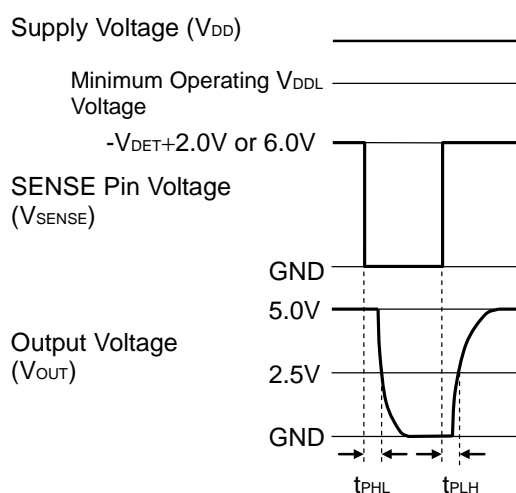 Supply Voltage (VDD)
Minimum Operating VDDL
Voltage
-VDET+2.0V or 6.0V
SENSE Pin Voltage
(VSENSE)
GND
5.0V
Output Voltage
(VOUT)
2.5V
GND
tPHL tPLH